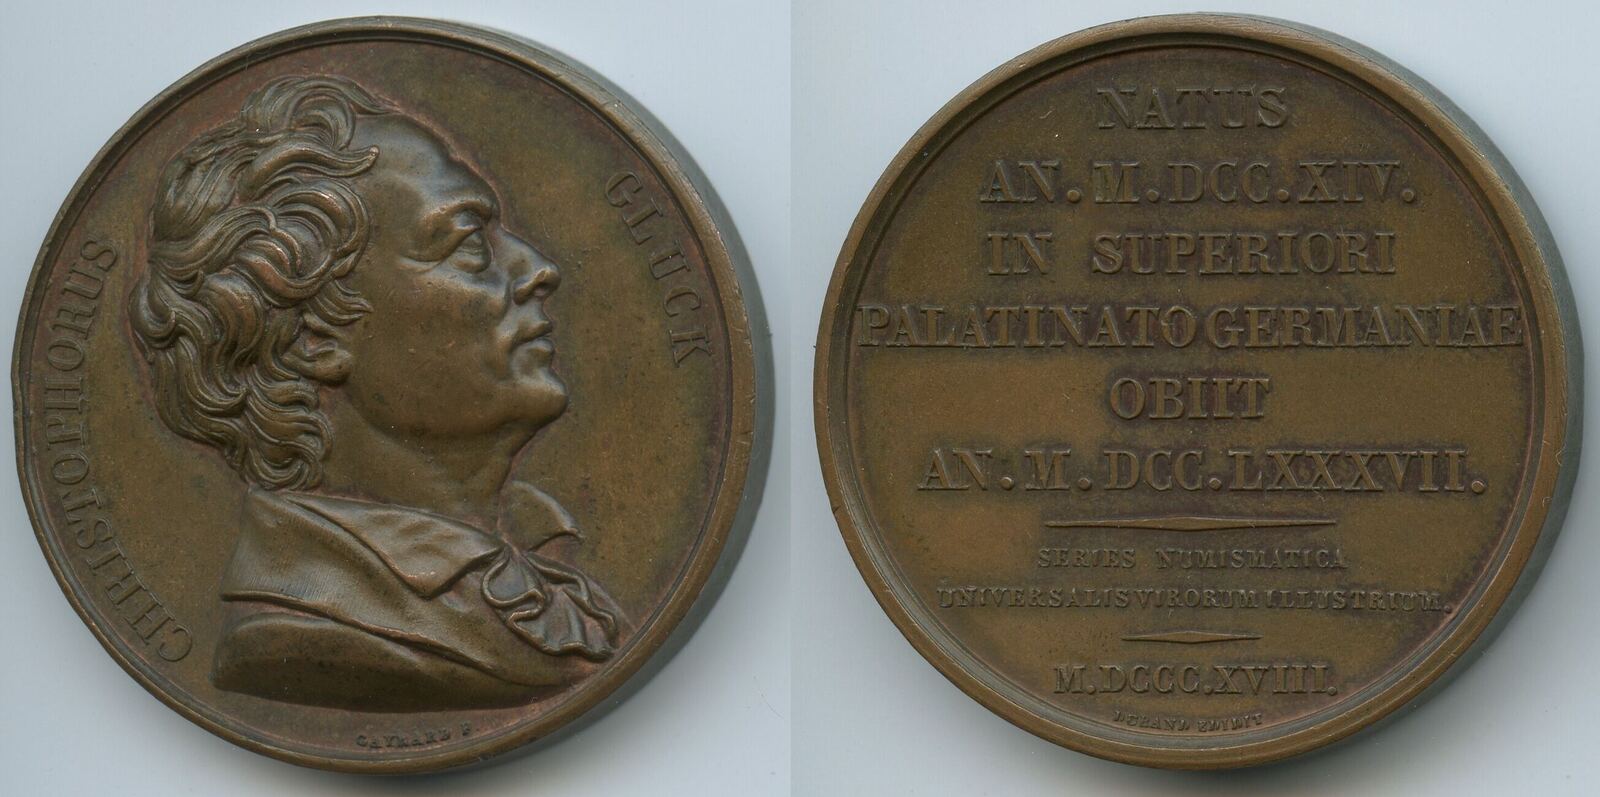 CHRISTOPHORUS
GLUCK
GAYRARD F.
NATUS
AN. M. DCC. XIV.
IN SUPERIORI
PALATINATO GERMANIAE
OBIIT
AN. M. DCC. LXXXVII.
SERIES NUMISMATICA
UNIVERSALIS VIRORUM ILLUSTRIUM.
M.DCCC.XVIII.
DURAND EDIDIT